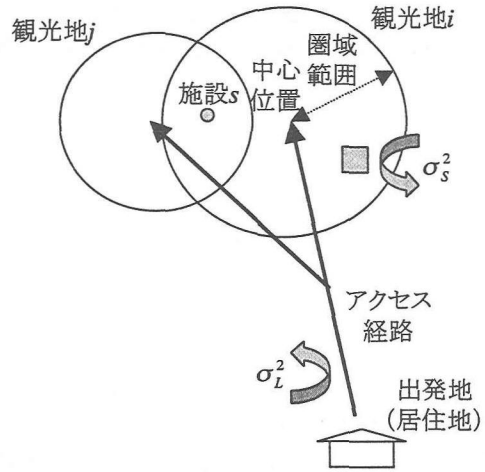 観光地j
観光地i
圏域
範囲
中心
位置
施設s
σ_S^2
アクセス
経路
σ_L^2
出発地
(居住地)